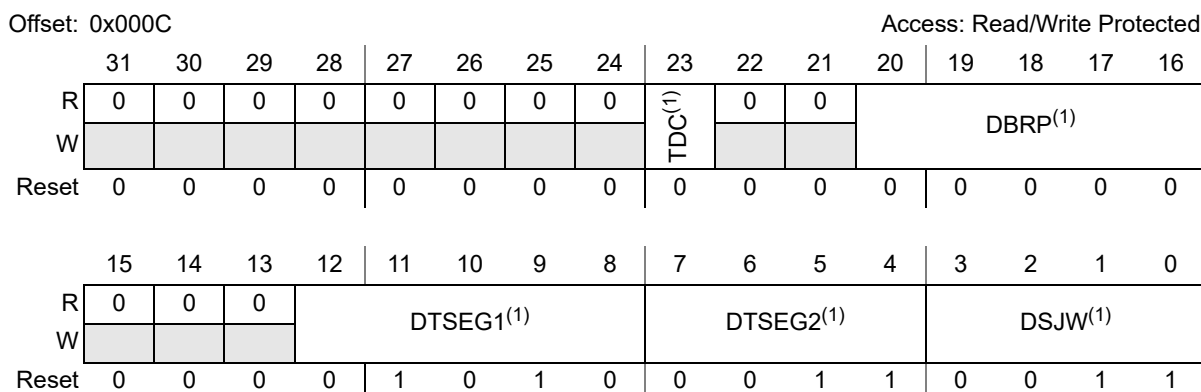 Offset: 0x000C Access: Read/Write Protected
31 30 29 28 27 26 25 24 23 22 21 20 19 18 17 16
R 0 0 0 0 0 0 0 0 TDC(1) 0 0 DBRP(1)
W
Reset 0 0 0 0 0 0 0 0 0 0 0 0 0 0 0 0
15 14 13 12 11 10 9 8 7 6 5 4 3 2 1 0
R 0 0 0 DTSEG1(1) DTSEG2(1) DSJW(1)
W
Reset 0 0 0 0 1 0 1 0 0 0 1 1 0 0 1 1